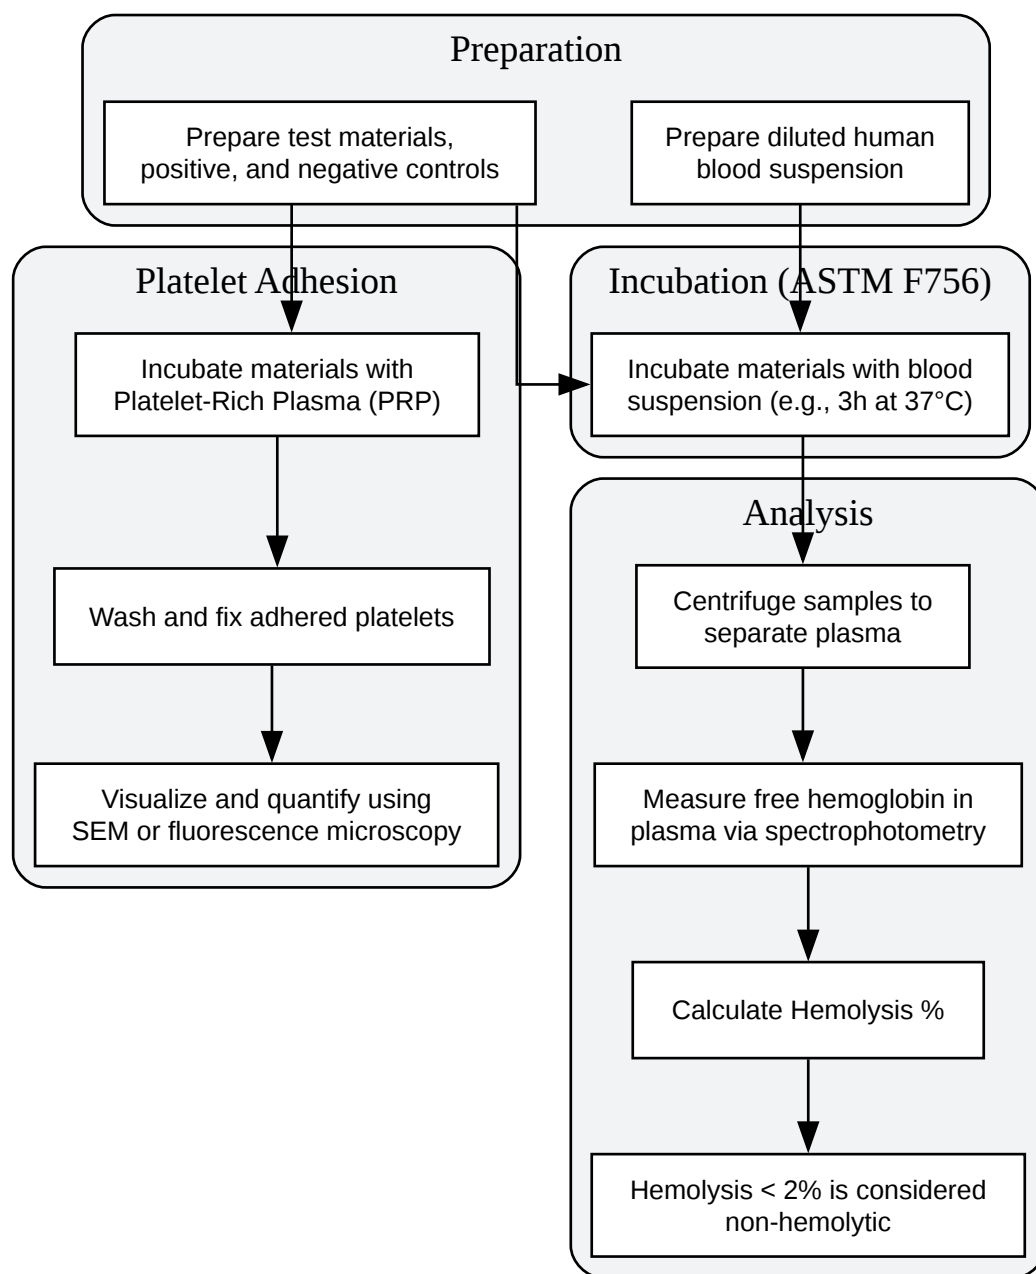 Preparation
Prepare test materials,
positive, and negative controls
Prepare diluted human
blood suspension
Platelet Adhesion
Incubate materials with
Platelet-Rich Plasma (PRP)
Wash and fix adhered platelets
Visualize and quantify using
SEM or fluorescence microscopy
Incubation (ASTM F756)
Incubate materials with blood
suspension (e.g., 3h at 37°C)
Analysis
Centrifuge samples to
separate plasma
Measure free hemoglobin in
plasma via spectrophotometry
Calculate Hemolysis %
Hemolysis < 2% is considered
non-hemolytic